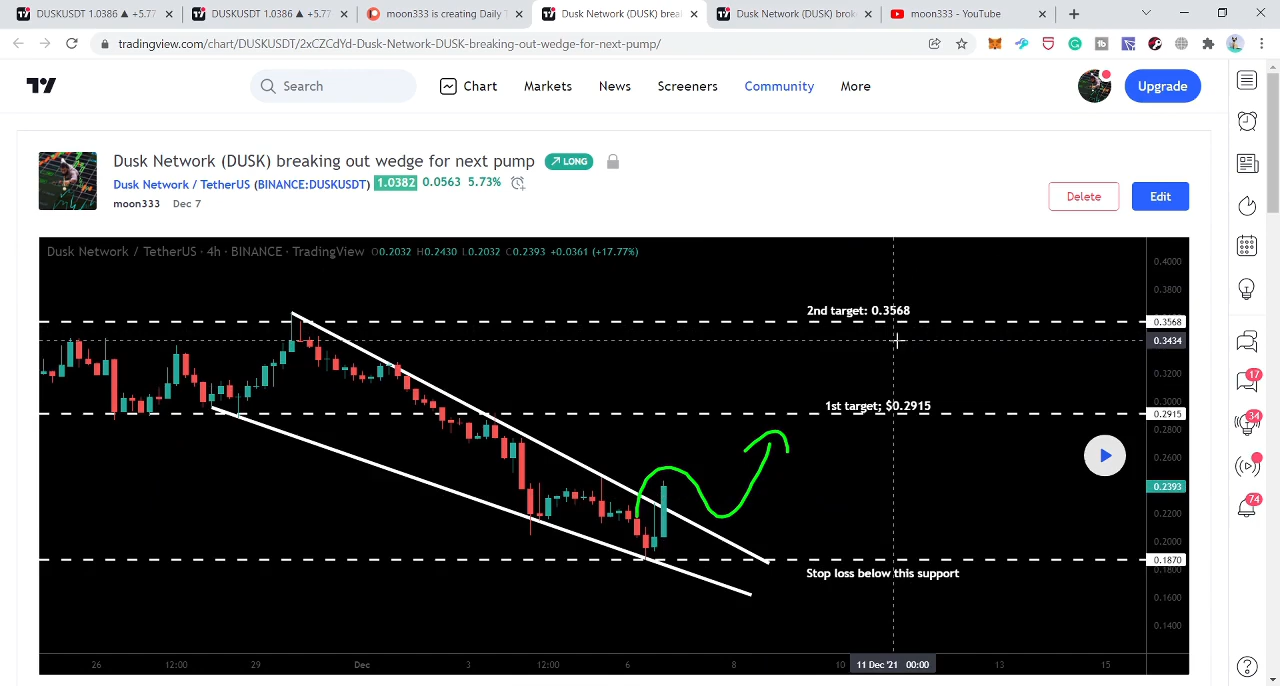 DUSKUSDT 1.0386 ▲ +5.77
DUSKUSDT 1.0386 ▲ +5.77
moon333 is creating Daily T
Dusk Network (DUSK) brea
Dusk Network (DUSK) brok
moon333 - YouTube
tradingview.com/chart/DUSKUSDT/2xCZCdYd-Dusk-Network-DUSK-breaking-out-wedge-for-next-pump/
Search
Chart
Markets
News
Screeners
Community
More
Upgrade
Dusk Network (DUSK) breaking out wedge for next pump
LONG
Dusk Network / TetherUS (BINANCE:DUSKUSDT) 1.0382 0.0563 5.73%
moon333 Dec 7
Delete
Edit
Dusk Network / TetherUS · 4h · BINANCE · TradingView O0.2032 H0.2430 L0.2032 C0.2393 +0.0361 (+17.77%)
0.4000
0.3800
2nd target: 0.3568
0.3568
0.3434
0.3200
0.3000
1st target; $0.2915
0.2915
0.2800
0.2600
0.2393
0.2200
0.2000
0.1870
0.1800
Stop loss below this support
0.1600
0.1400
26
12:00
29
Dec
3
12:00
6
8
10
11 Dec '21 00:00
13
15
17
34
74